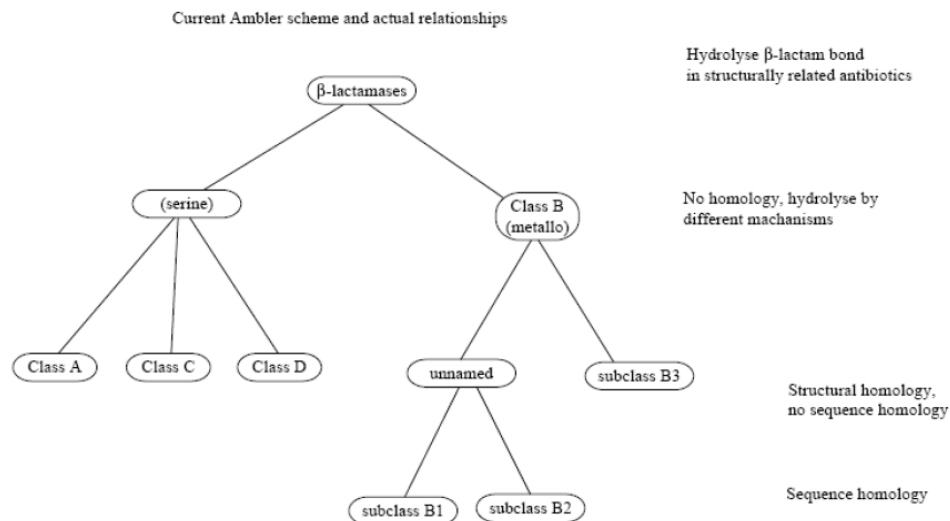 Current Ambler scheme and actual relationships
Hydrolyse β-lactam bond
in structurally related antibiotics
β-lactamases
(serine)
Class B
(metallo)
No homology, hydrolyse by
different machanisms
Class A
Class C
Class D
unnamed
subclass B3
Structural homology,
no sequence homology
subclass B1
subclass B2
Sequence homology